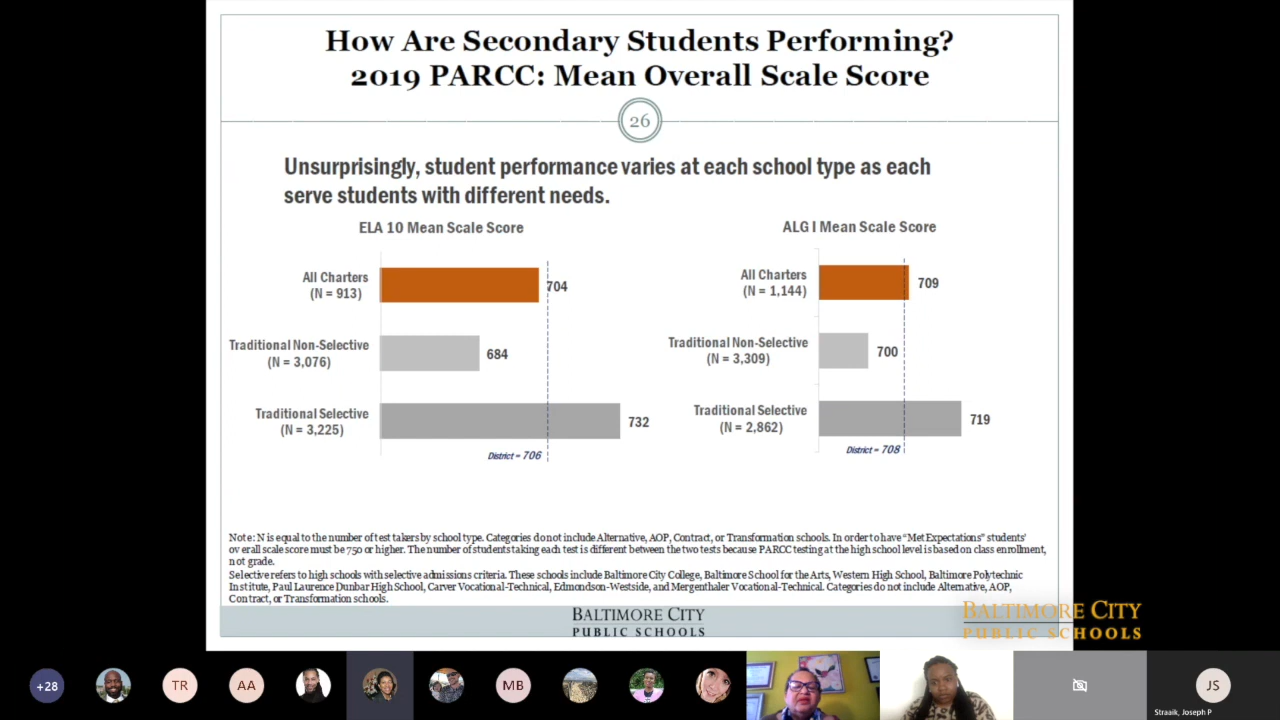 How Are Secondary Students Performing?
2019 PARCC: Mean Overall Scale Score
26
Unsurprisingly, student performance varies at each school type as each
serve students with different needs.
ELA 10 Mean Scale Score
All Charters
(N = 913)
704
Traditional Non-Selective
(N = 3,076)
684
Traditional Selective
(N = 3,225)
732
District = 706
ALG I Mean Scale Score
All Charters
(N = 1,144)
709
Traditional Non-Selective
(N = 3,309)
700
Traditional Selective
(N = 2,862)
719
District = 708
Note: N is equal to the number of test takers by school type. Categories do not include Alternative, AOP, Contract, or Transformation schools. In order to have “Met Expectations” students'
overall scale score must be 750 or higher. The number of students taking each test is different between the two tests because PARCC testing at the high school level is based on class enrollment,
not grade.
Selective refers to high schools with selective admissions criteria. These schools include Baltimore City College, Baltimore School for the Arts, Western High School, Baltimore Polytechnic
Institute, Paul Laurence Dunbar High School, Carver Vocational-Technical, Edmondson-Westside, and Mergenthaler Vocational-Technical. Categories do not include Alternative, AOP,
Contract, or Transformation schools.
BALTIMORE CITY
PUBLIC SCHOOLS
BALTIMORE CITY
PUBLIC SCHOOLS
+28
TR
AA
MB
JS
Straaik, Joseph P